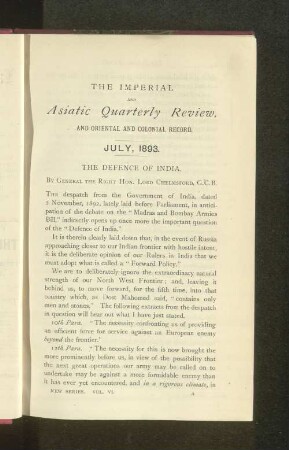 THE IMPERIAL
AND
Asiatic Quarterly Review,
AND ORIENTAL AND COLONIAL RECORD.
JULY, 1893.
THE DEFENCE OF INDIA.
BY GENERAL THE RIGHT HON. LORD CHELMSFORD, G.C.B.
THE despatch from the Government of India, dated
2 November, 1892, lately laid before Parliament, in antici-
pation of the debate on the "Madras and Bombay Armies
Bill," indirectly opens up once more the important question
of the "Defence of India."
It is therein clearly laid down that, in the event of Russia
approaching closer to our Indian frontier with hostile intent,
it is the deliberate opinion of our Rulers in India that we
must adopt what is called a "Forward Policy."
We are to deliberately ignore the extraordinary natural
strength of our North West Frontier; and, leaving it
behind us, to move forward, for the fifth time, into that
country which, as Dost Mahomed said, "contains only
men and stones." The following extracts from the despatch
in question will bear out what I have just stated.
10th Para. "The necessity confronting us of providing
an efficient force for service against an European enemy
beyond the frontier."
12th Para. "The necessity for this is now brought the
more prominently before us, in view of the possibility that
the next great operations our army may be called on to
undertake may be against a more formidable enemy than
it has ever yet encountered, and in a rigorous climate, in
NEW SERIES. VOL. VI. A